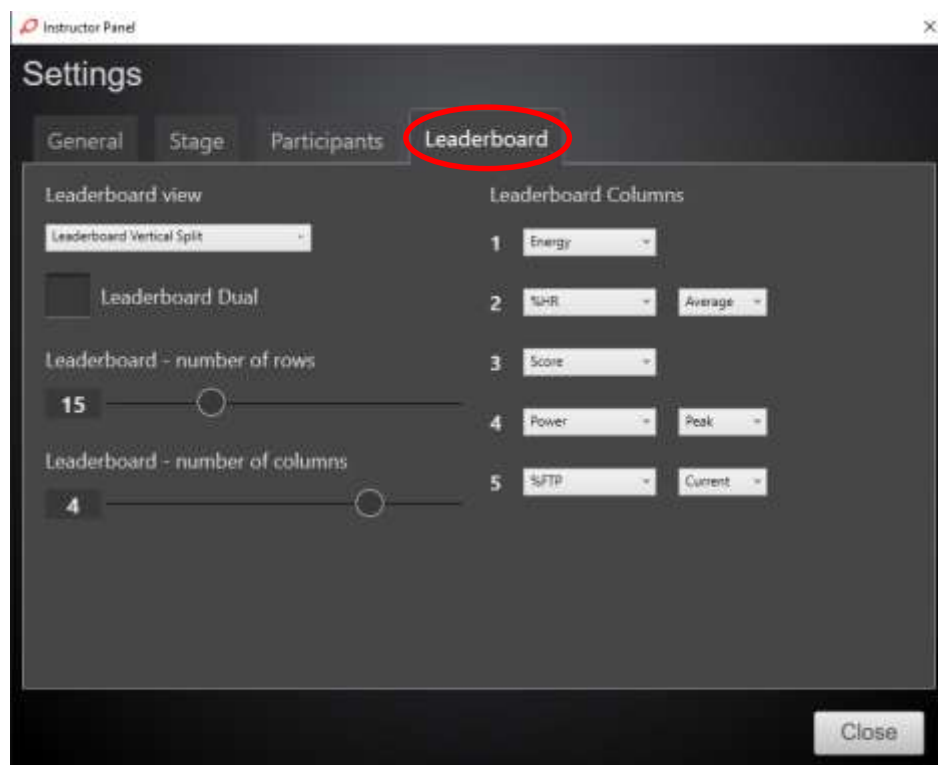 Instructor Panel
Settings
General Stage Participants Leaderboard
Leaderboard view
Leaderboard Vertical Split
Leaderboard Dual
Leaderboard - number of rows
15
Leaderboard - number of columns
4
Leaderboard Columns
1 Energy
2 %HR Average
3 Score
4 Power Peak
5 %FTP Current
Close